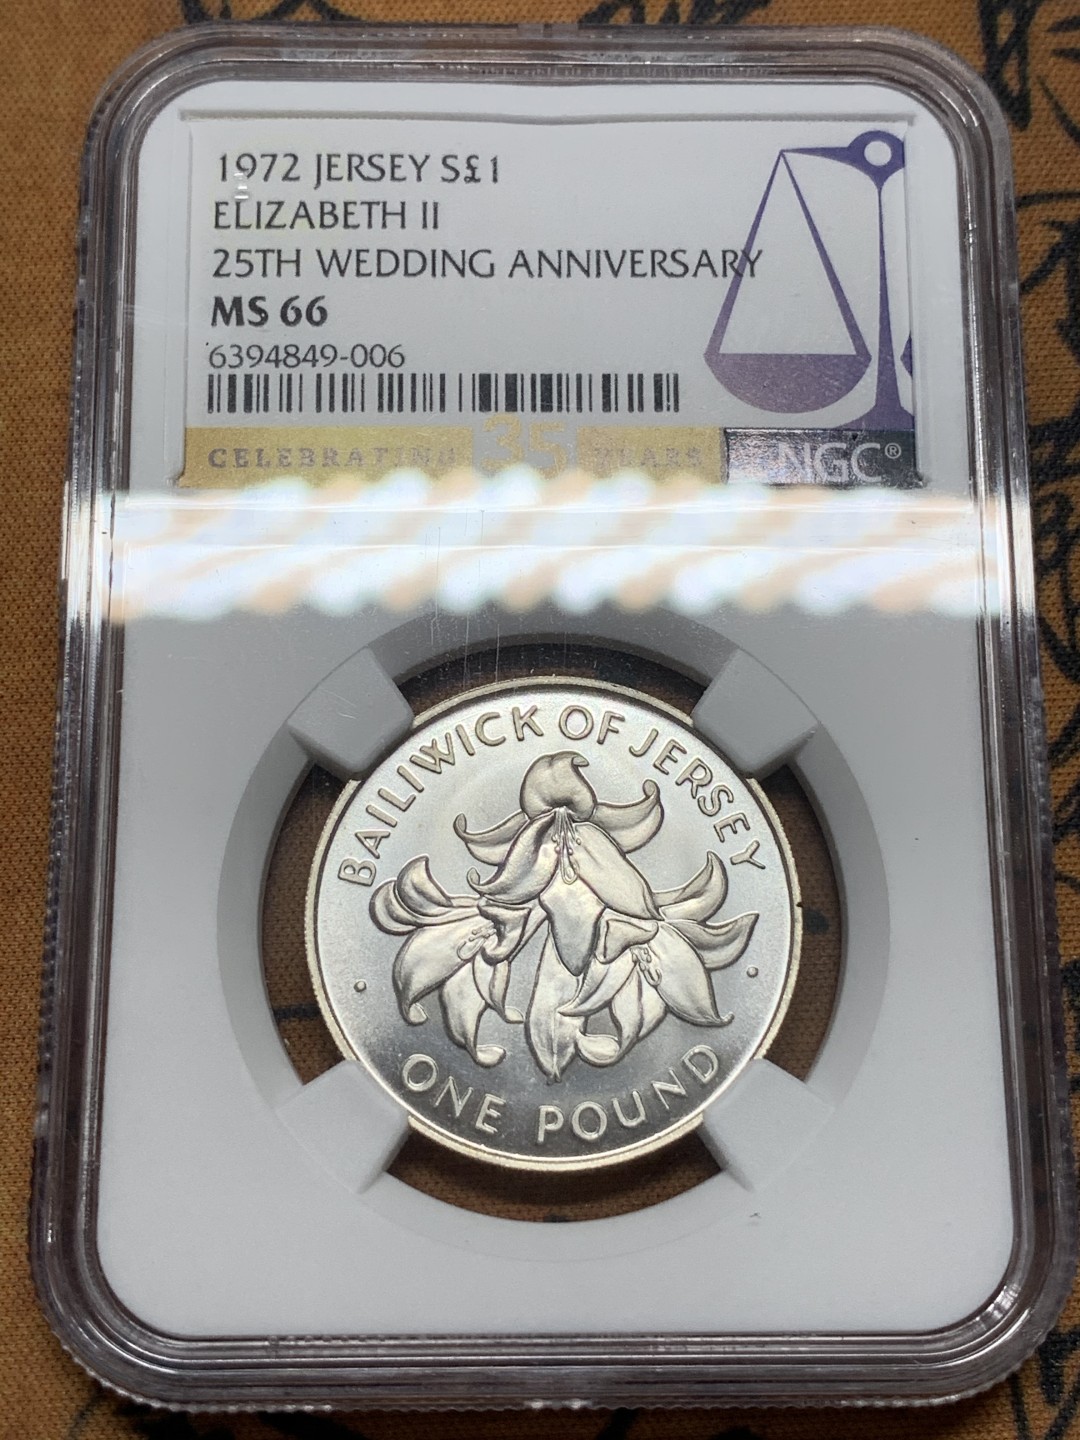 1972 JERSEY S£1
ELIZABETH II
25TH WEDDING ANNIVERSARY
MS 66
6394849-006
CELEBRATING 35 YEARS NGC®
BAILIWICK OF JERSEY
ONE POUND